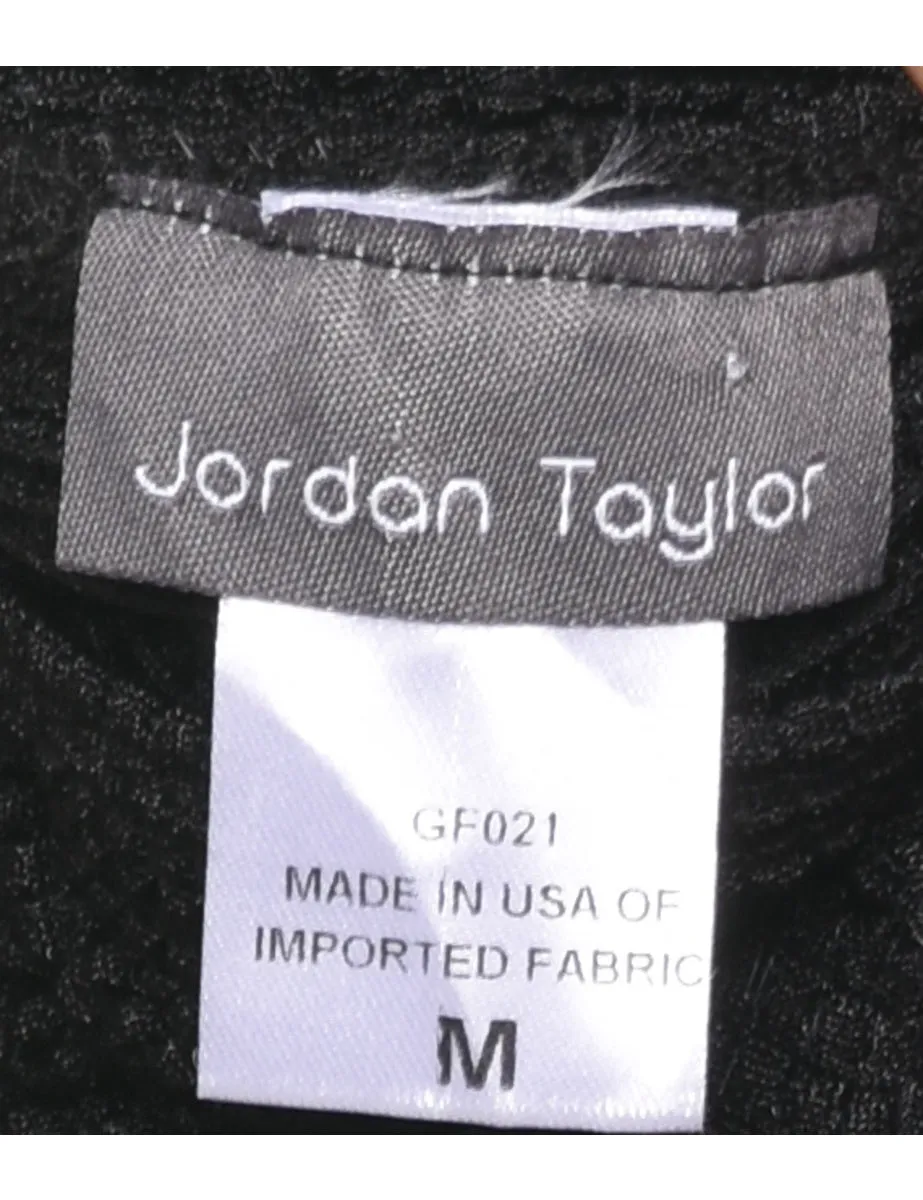 Jordan Taylor
GF021
MADE IN USA OF
IMPORTED FABRIC
M